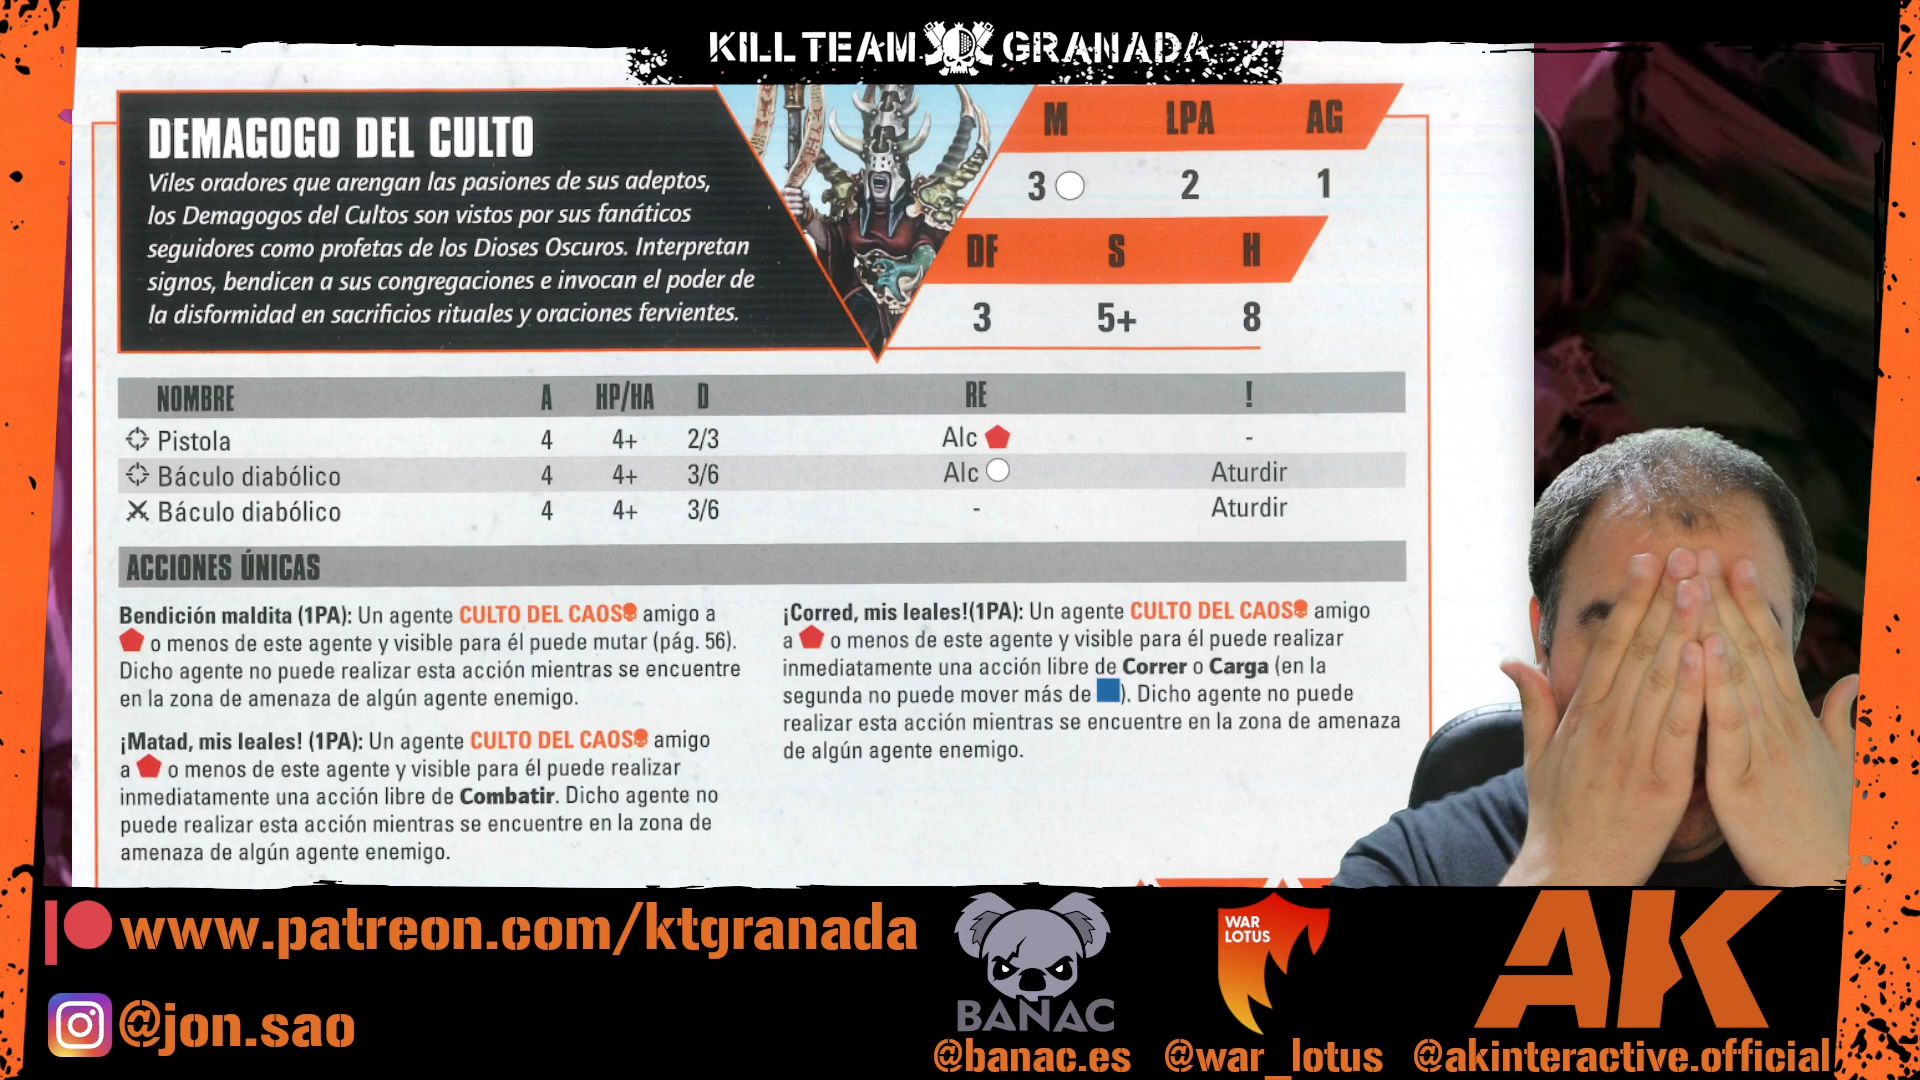 KILL TEAM GRANADA
DEMAGOGO DEL CULTO
Viles oradores que arengan las pasiones de sus adeptos,
los Demagogos del Cultos son vistos por sus fanáticos
seguidores como profetas de los Dioses Oscuros. Interpretan
signos, bendicen a sus congregaciones e invocan el poder de
la disformidad en sacrificios rituales y oraciones fervientes.
M LPA AG
3 2 1
DF S H
3 5+ 8
NOMBRE A HP/HA D RE !
Pistola 4 4+ 2/3 Alc -
Báculo diabólico 4 4+ 3/6 Alc Aturdir
Báculo diabólico 4 4+ 3/6 - Aturdir
ACCIONES ÚNICAS
Bendición maldita (1PA): Un agente CULTO DEL CAOS amigo a
o menos de este agente y visible para él puede mutar (pág. 56).
Dicho agente no puede realizar esta acción mientras se encuentre
en la zona de amenaza de algún agente enemigo.
¡Matad, mis leales! (1PA): Un agente CULTO DEL CAOS amigo
a o menos de este agente y visible para él puede realizar
inmediatamente una acción libre de Combatir. Dicho agente no
puede realizar esta acción mientras se encuentre en la zona de
amenaza de algún agente enemigo.
¡Corred, mis leales!(1PA): Un agente CULTO DEL CAOS amigo
a o menos de este agente y visible para él puede realizar
inmediatamente una acción libre de Correr o Carga (en la
segunda no puede mover más de ). Dicho agente no puede
realizar esta acción mientras se encuentre en la zona de amenaza
de algún agente enemigo.
www.patreon.com/ktgranada
@jon.sao
BANAC
@banac.es
WAR
LOTUS
@war_lotus
AK
@akinteractive.official